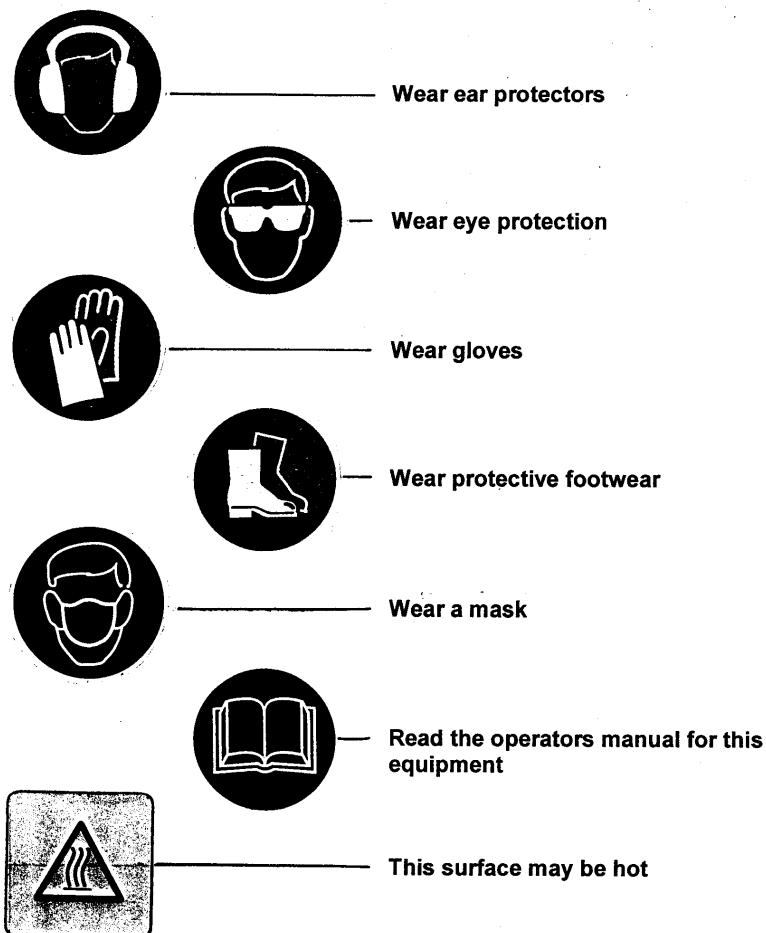 Wear ear protectors
Wear eye protection
Wear gloves
Wear protective footwear
Wear a mask
Read the operators manual for this
equipment
This surface may be hot